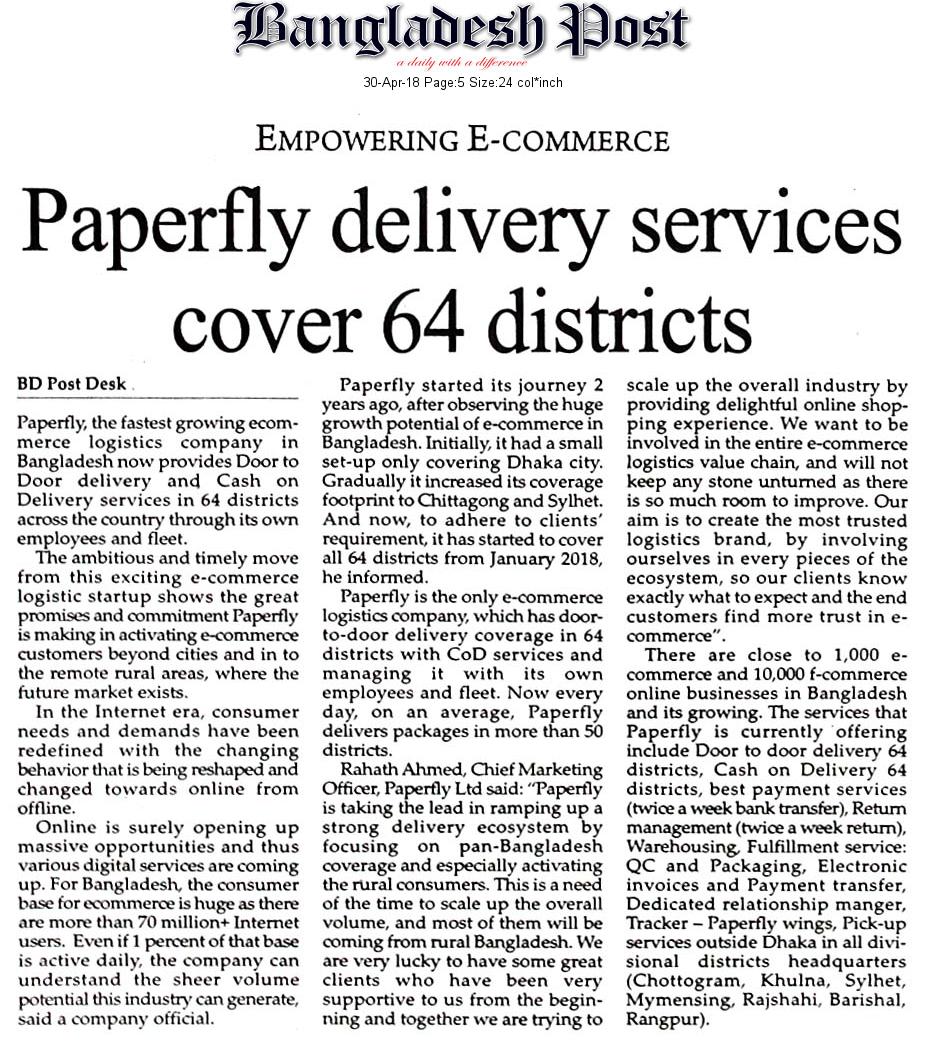 Bangladesh Post
a daily with a difference
30-Apr-18 Page:5 Size:24 col*inch
EMPOWERING E-COMMERCE
Paperfly delivery services
cover 64 districts
BD Post Desk
Paperfly, the fastest growing ecom-
merce logistics company in
Bangladesh now provides Door to
Door delivery and Cash on
Delivery services in 64 districts
across the country through its own
employees and fleet.
The ambitious and timely move
from this exciting e-commerce
logistic startup shows the great
promises and commitment Paperfly
is making in activating e-commerce
customers beyond cities and in to
the remote rural areas, where the
future market exists.
In the Internet era, consumer
needs and demands have been
redefined with the changing
behavior that is being reshaped and
changed towards online from
offline.
Online is surely opening up
massive opportunities and thus
various digital services are coming
up. For Bangladesh, the consumer
base for ecommerce is huge as there
are more than 70 million+ Internet
users. Even if 1 percent of that base
is active daily, the company can
understand the sheer volume
potential this industry can generate,
said a company official.
Paperfly started its journey 2
years ago, after observing the huge
growth potential of e-commerce in
Bangladesh. Initially, it had a small
set-up only covering Dhaka city.
Gradually it increased its coverage
footprint to Chittagong and Sylhet.
And now, to adhere to clients'
requirement, it has started to cover
all 64 districts from January 2018,
he informed.
Paperfly is the only e-commerce
logistics company, which has door-
to-door delivery coverage in 64
districts with CoD services and
managing it with its own
employees and fleet. Now every
day, on an average, Paperfly
delivers packages in more than 50
districts.
Rahath Ahmed, Chief Marketing
Officer, Paperfly Ltd said: "Paperfly
is taking the lead in ramping up a
strong delivery ecosystem by
focusing on pan-Bangladesh
coverage and especially activating
the rural consumers. This is a need
of the time to scale up the overall
volume, and most of them will be
coming from rural Bangladesh. We
are very lucky to have some great
clients who have been very
supportive to us from the begin-
ning and together we are trying to
scale up the overall industry by
providing delightful online shop-
ping experience. We want to be
involved in the entire e-commerce
logistics value chain, and will not
keep any stone unturned as there
is so much room to improve. Our
aim is to create the most trusted
logistics brand, by involving
ourselves in every pieces of the
ecosystem, so our clients know
exactly what to expect and the end
customers find more trust in e-
commerce".
There are close to 1,000 e-
commerce and 10,000 f-commerce
online businesses in Bangladesh
and its growing. The services that
Paperfly is currently offering
include Door to door delivery 64
districts, Cash on Delivery 64
districts, best payment services
(twice a week bank transfer), Return
management (twice a week return),
Warehousing, Fulfillment service:
QC and Packaging, Electronic
invoices and Payment transfer,
Dedicated relationship manger,
Tracker – Paperfly wings, Pick-up
services outside Dhaka in all divi-
sional districts headquarters
(Chottogram, Khulna, Sylhet,
Mymensing, Rajshahi, Barishal,
Rangpur).